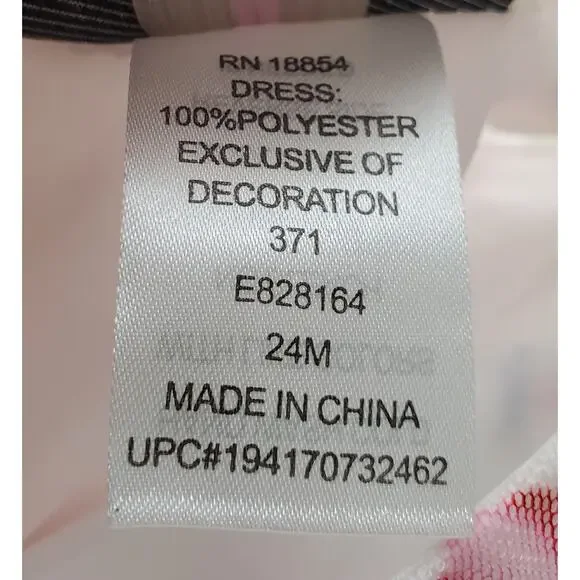 RN 18854
DRESS:
100%POLYESTER
EXCLUSIVE OF
DECORATION
371
E828164
24M
MADE IN CHINA
UPC#194170732462